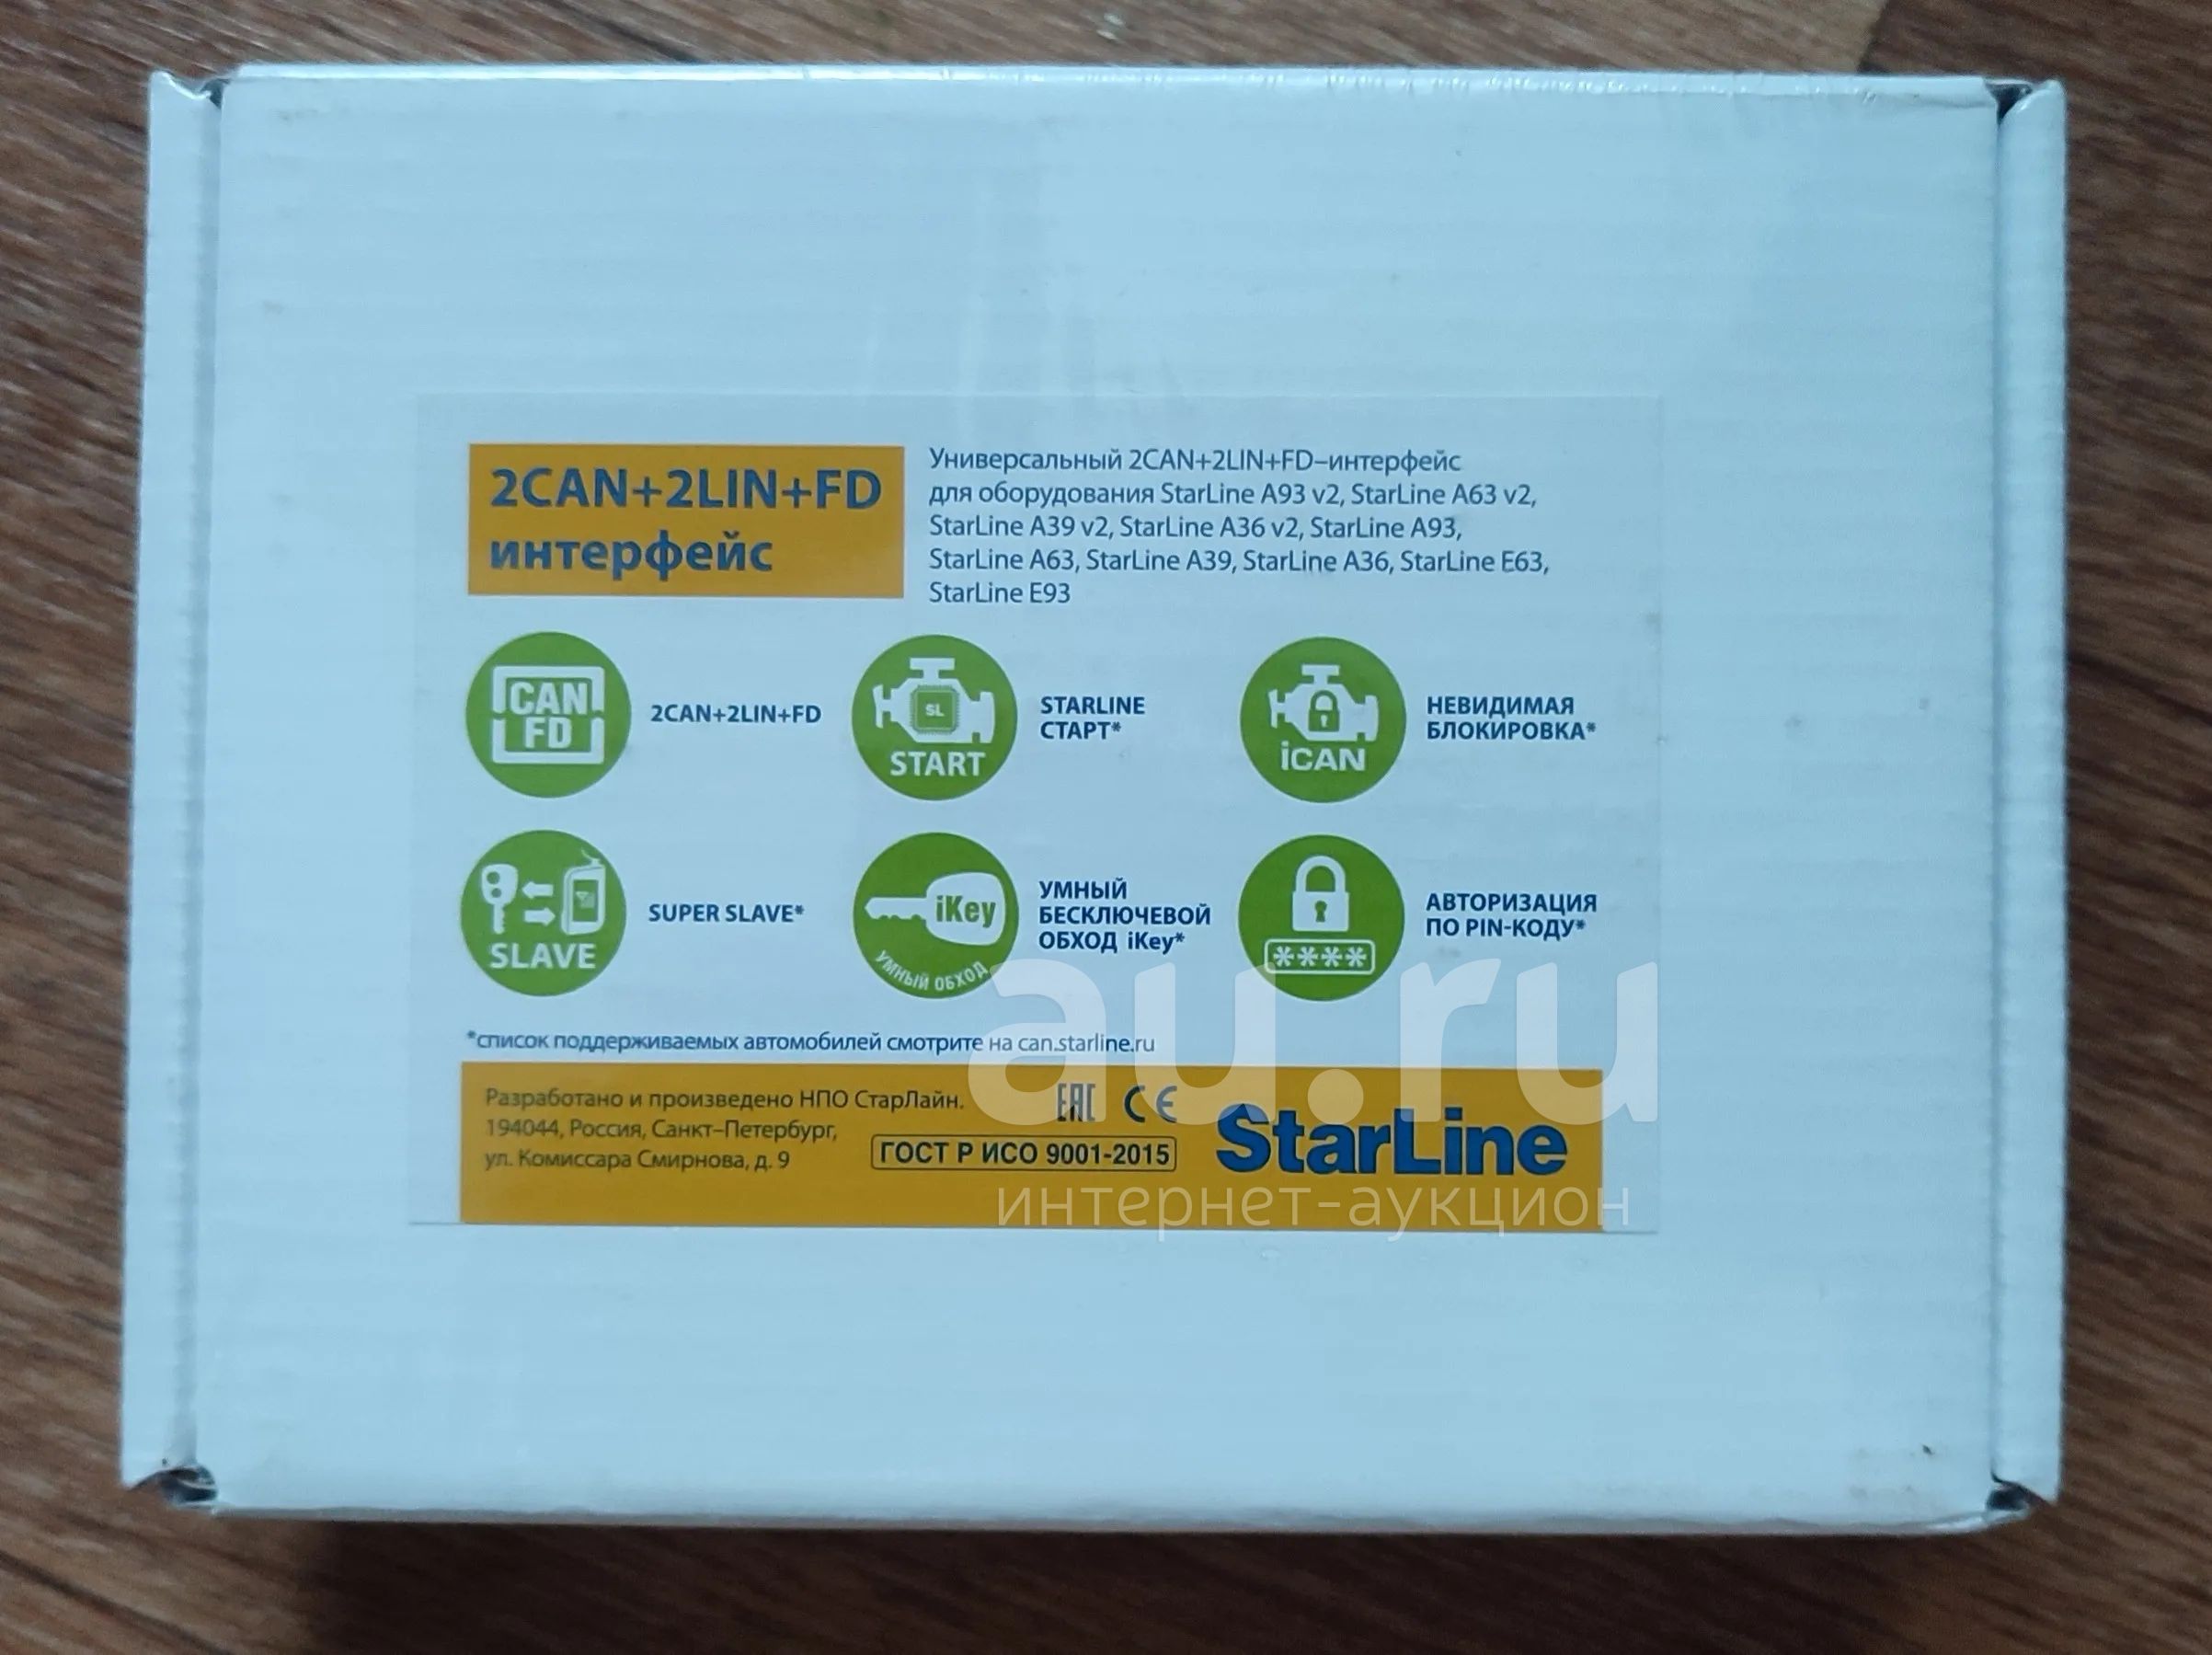 2CAN+2LIN+FD
интерфейс
Универсальный 2CAN+2LIN+FD–интерфейс
для оборудования StarLine A93 v2, StarLine A63 v2,
StarLine A39 v2, StarLine A36 v2, StarLine A93,
StarLine A63, StarLine A39, StarLine A36, StarLine E63,
StarLine E93
CAN
FD
2CAN+2LIN+FD
SL
START
STARLINE
СТАРТ*
iCAN
НЕВИДИМАЯ
БЛОКИРОВКА*
SLAVE
SUPER SLAVE*
iKey
УМНЫЙ ОБХОД
УМНЫЙ
БЕСКЛЮЧЕВОЙ
ОБХОД iKey*
****
АВТОРИЗАЦИЯ
ПО PIN-КОДУ*
*список поддерживаемых автомобилей смотрите на can.starline.ru
Разработано и произведено НПО СтарЛайн.
194044, Россия, Санкт–Петербург,
ул. Комиссара Смирнова, д. 9
EAC CE
ГОСТ Р ИСО 9001-2015
StarLine
au.ru
интернет-аукцион